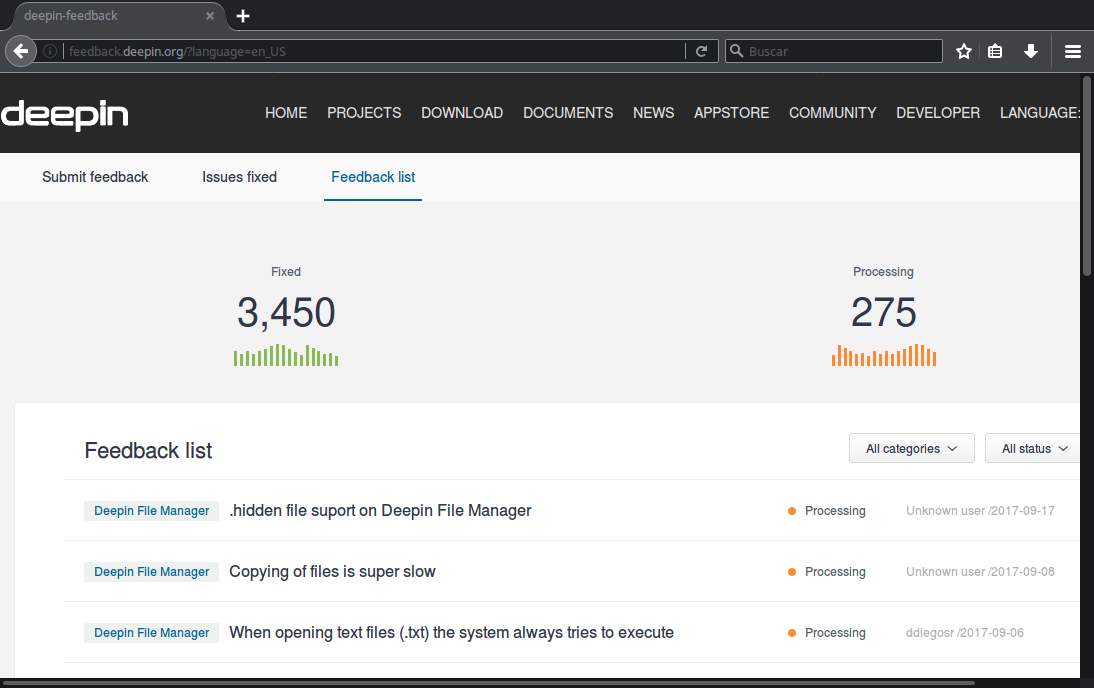 deepin-feedback
feedback.deepin.org/?language=en_US
Buscar
deepin
HOME PROJECTS DOWNLOAD DOCUMENTS NEWS APPSTORE COMMUNITY DEVELOPER LANGUAGE:
Submit feedback Issues fixed Feedback list
Fixed Processing
3,450 275
Feedback list All categories All status
Deepin File Manager .hidden file suport on Deepin File Manager Processing Unknown user /2017-09-17
Deepin File Manager Copying of files is super slow Processing Unknown user /2017-09-08
Deepin File Manager When opening text files (.txt) the system always tries to execute Processing ddiegosr /2017-09-06